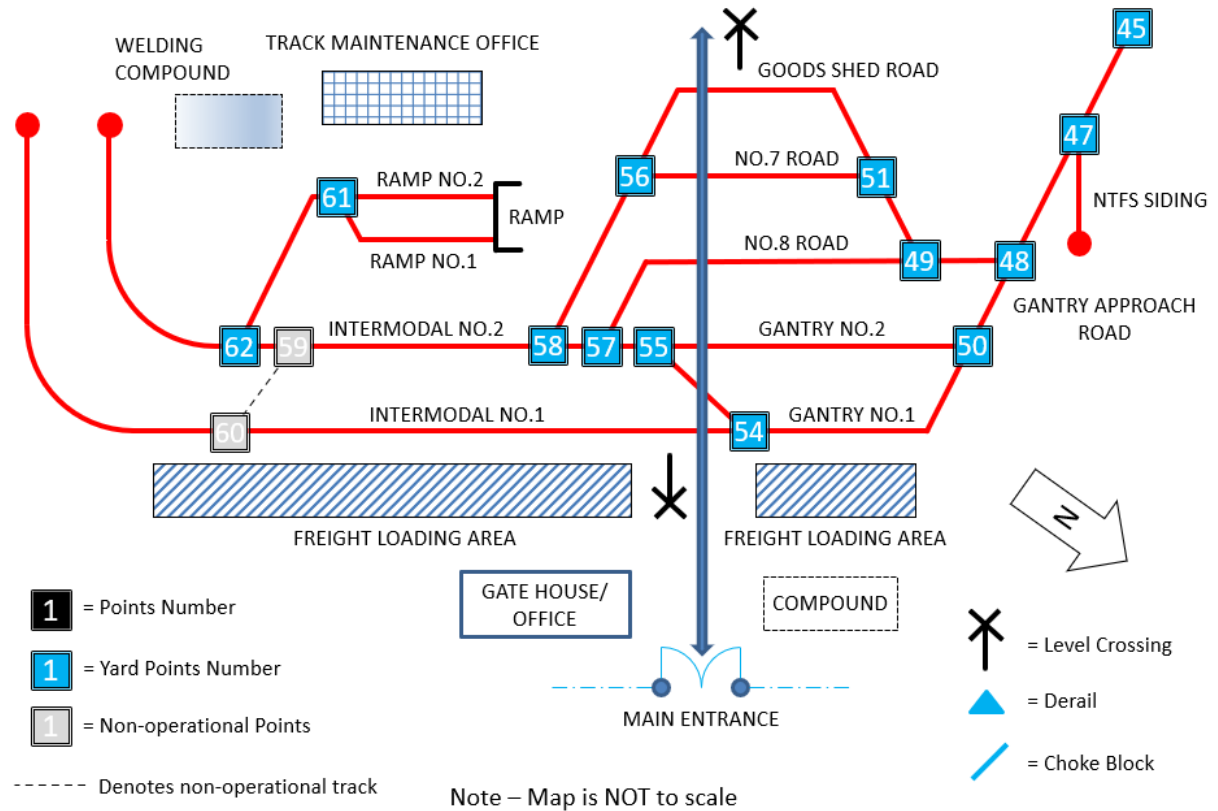 45
WELDING
COMPOUND
TRACK MAINTENANCE OFFICE
GOODS SHED ROAD
47
56
NO.7 ROAD
51
61
RAMP NO.2
RAMP
NTFS SIDING
RAMP NO.1
NO.8 ROAD
49
48
GANTRY APPROACH
ROAD
62
59
INTERMODAL NO.2
58
57
55
GANTRY NO.2
50
60
INTERMODAL NO.1
54
GANTRY NO.1
FREIGHT LOADING AREA
FREIGHT LOADING AREA
N
GATE HOUSE/
OFFICE
COMPOUND
MAIN ENTRANCE
1 = Points Number
1 = Yard Points Number
1 = Non-operational Points
Denotes non-operational track
= Level Crossing
= Derail
= Choke Block
Note – Map is NOT to scale